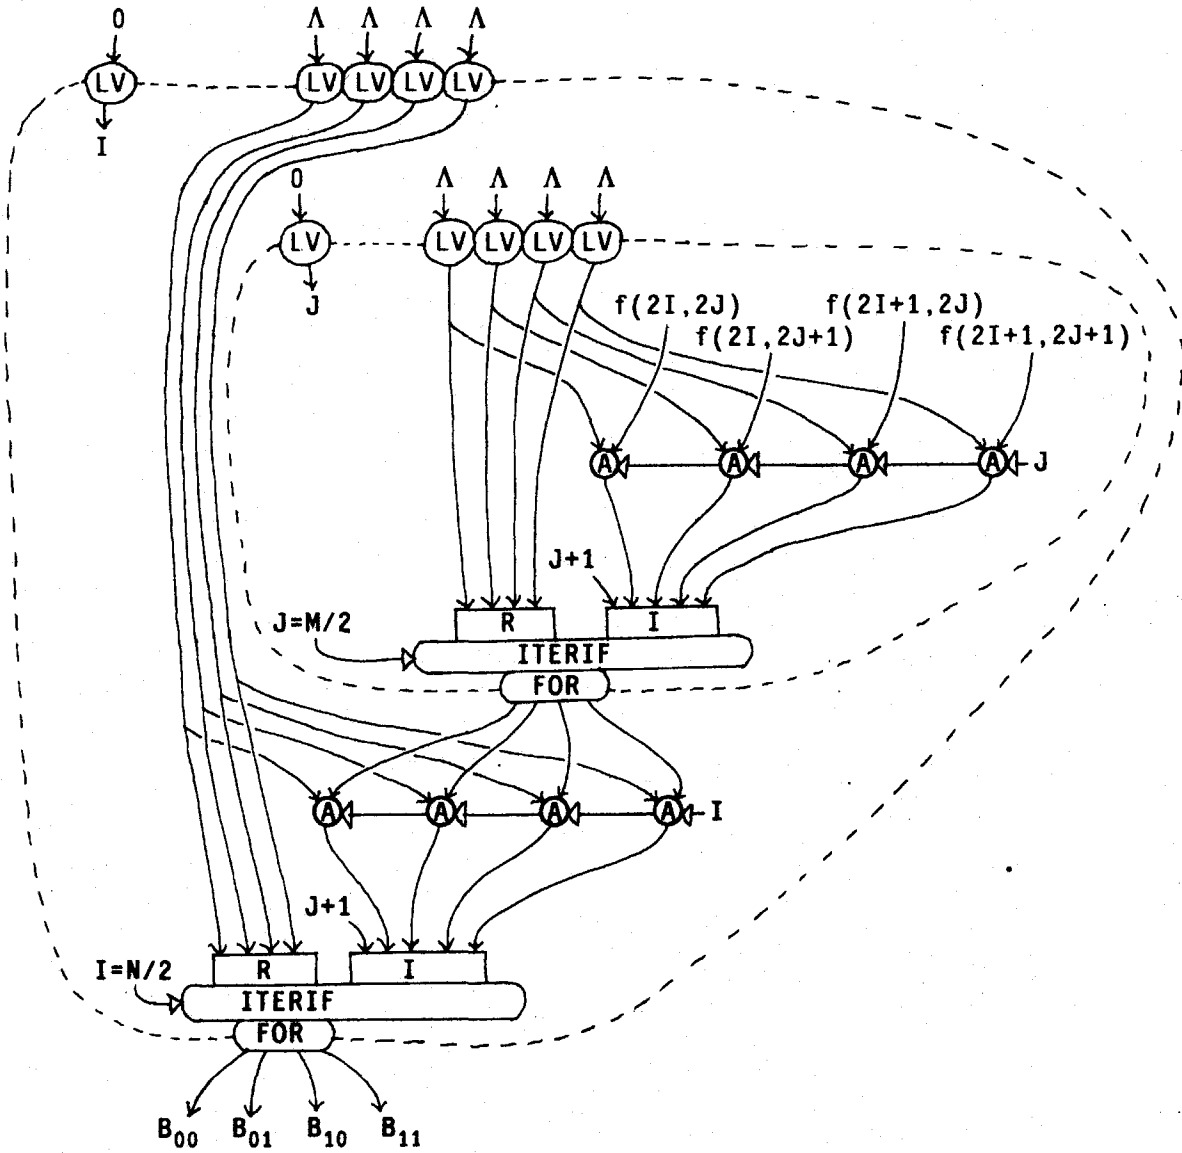 0 Λ Λ Λ Λ
LV LV LV LV LV
I
0 Λ Λ Λ Λ
LV LV LV LV LV
J
f(2I,2J) f(2I+1,2J)
f(2I,2J+1) f(2I+1,2J+1)
A A A A J
J+1
J=M/2 R I
ITERIF
FOR
A A A A I
J+1
I=N/2 R I
ITERIF
FOR
B00 B01 B10 B11